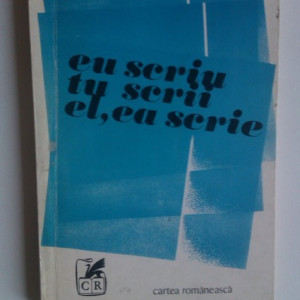 eu scriu
tu scrii
el, ea scrie
CR
cartea românească